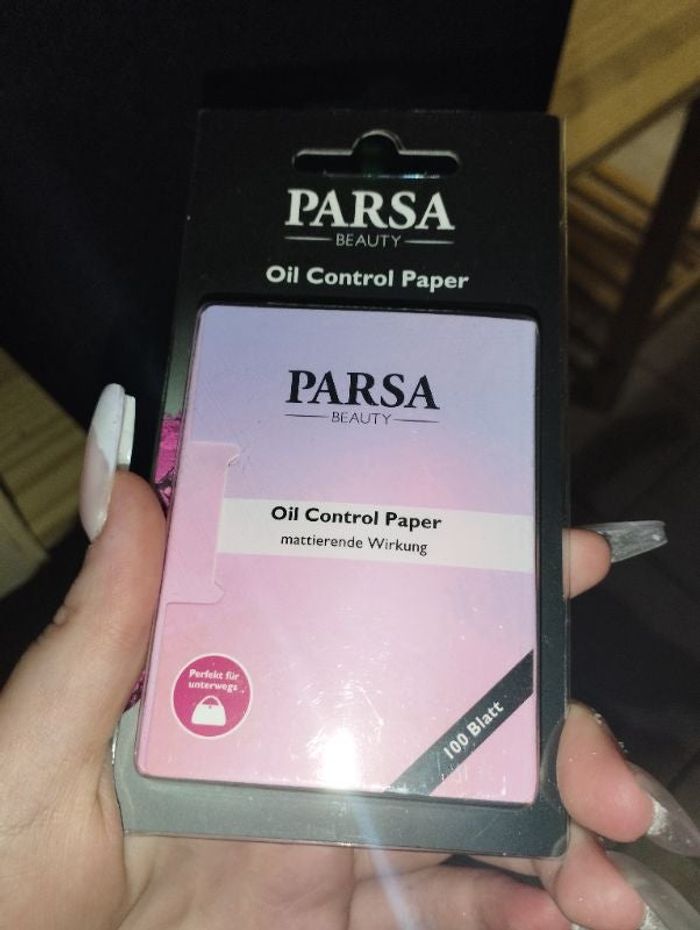 PARSA
BEAUTY
Oil Control Paper
PARSA
BEAUTY
Oil Control Paper
mattierende Wirkung
Perfekt für
unterwegs
100 Blatt